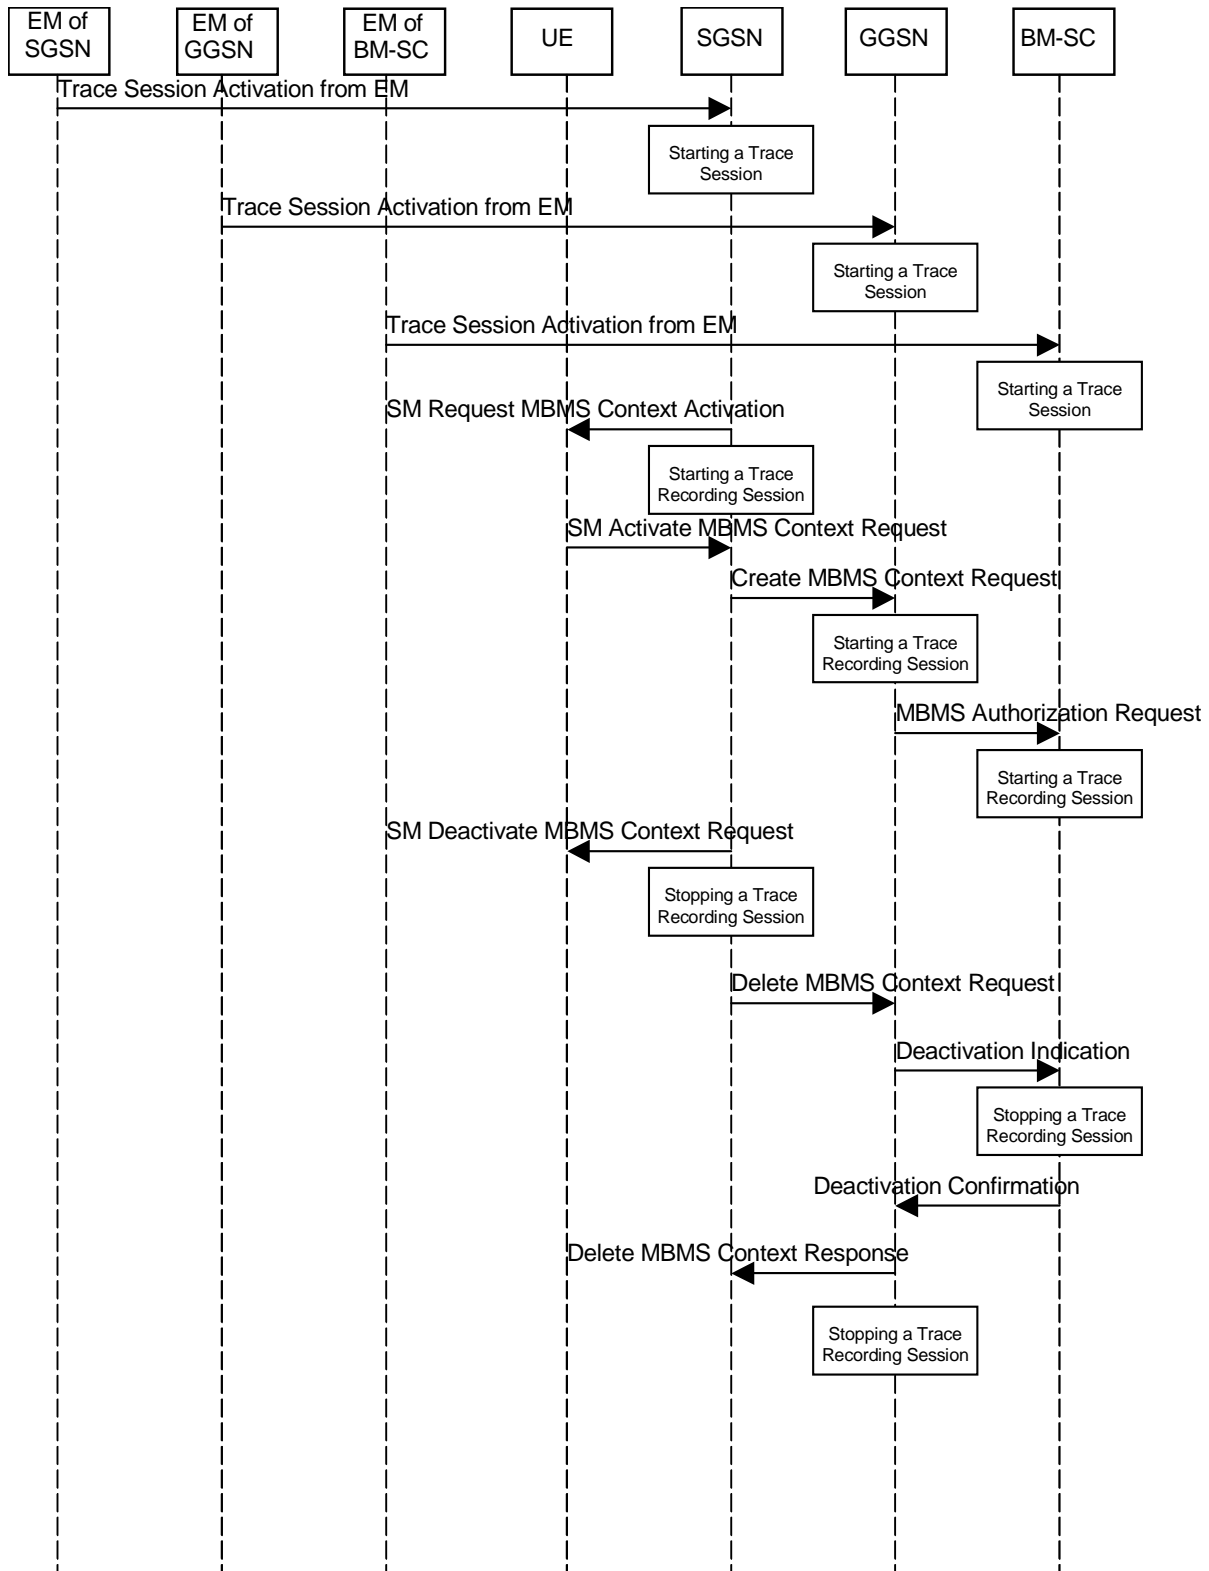 EM of
SGSN
EM of
GGSN
EM of
BM-SC
UE
SGSN
GGSN
BM-SC
Trace Session Activation from EM
Starting a Trace
Session
Trace Session Activation from EM
Starting a Trace
Session
Trace Session Activation from EM
Starting a Trace
Session
SM Request MBMS Context Activation
Starting a Trace
Recording Session
SM Activate MBMS Context Request
Create MBMS Context Request
Starting a Trace
Recording Session
MBMS Authorization Request
Starting a Trace
Recording Session
SM Deactivate MBMS Context Request
Stopping a Trace
Recording Session
Delete MBMS Context Request
Deactivation Indication
Stopping a Trace
Recording Session
Deactivation Confirmation
Delete MBMS Context Response
Stopping a Trace
Recording Session